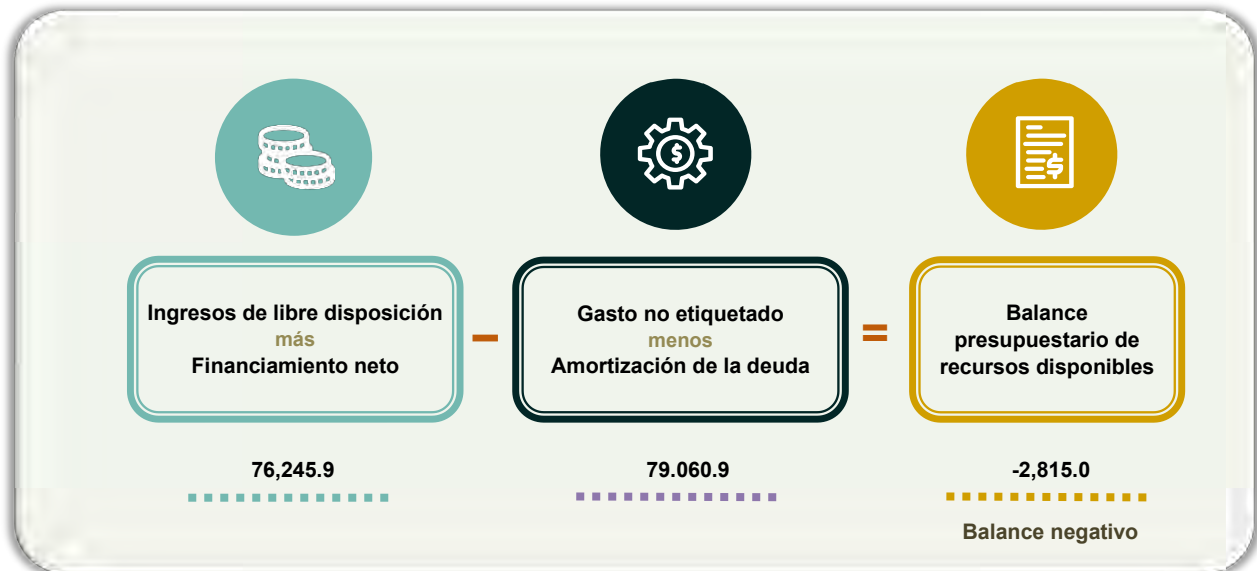 Ingresos de libre disposición
más
Financiamiento neto
−
Gasto no etiquetado
menos
Amortización de la deuda
=
Balance
presupuestario de
recursos disponibles
76,245.9
79.060.9
-2,815.0
Balance negativo